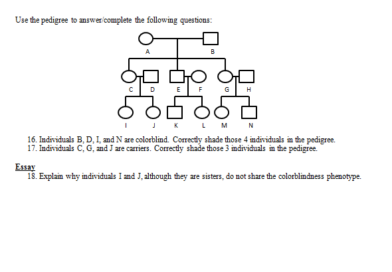 Use the pedigree to answer/complete the following questions:
A B
C D E F G H
I J K L M N
16. Individuals B, D, I, and N are colorblind. Correctly shade those 4 individuals in the pedigree.
17. Individuals C, G, and J are carriers. Correctly shade those 3 individuals in the pedigree.
Essay
18. Explain why individuals I and J, although they are sisters, do not share the colorblindness phenotype.